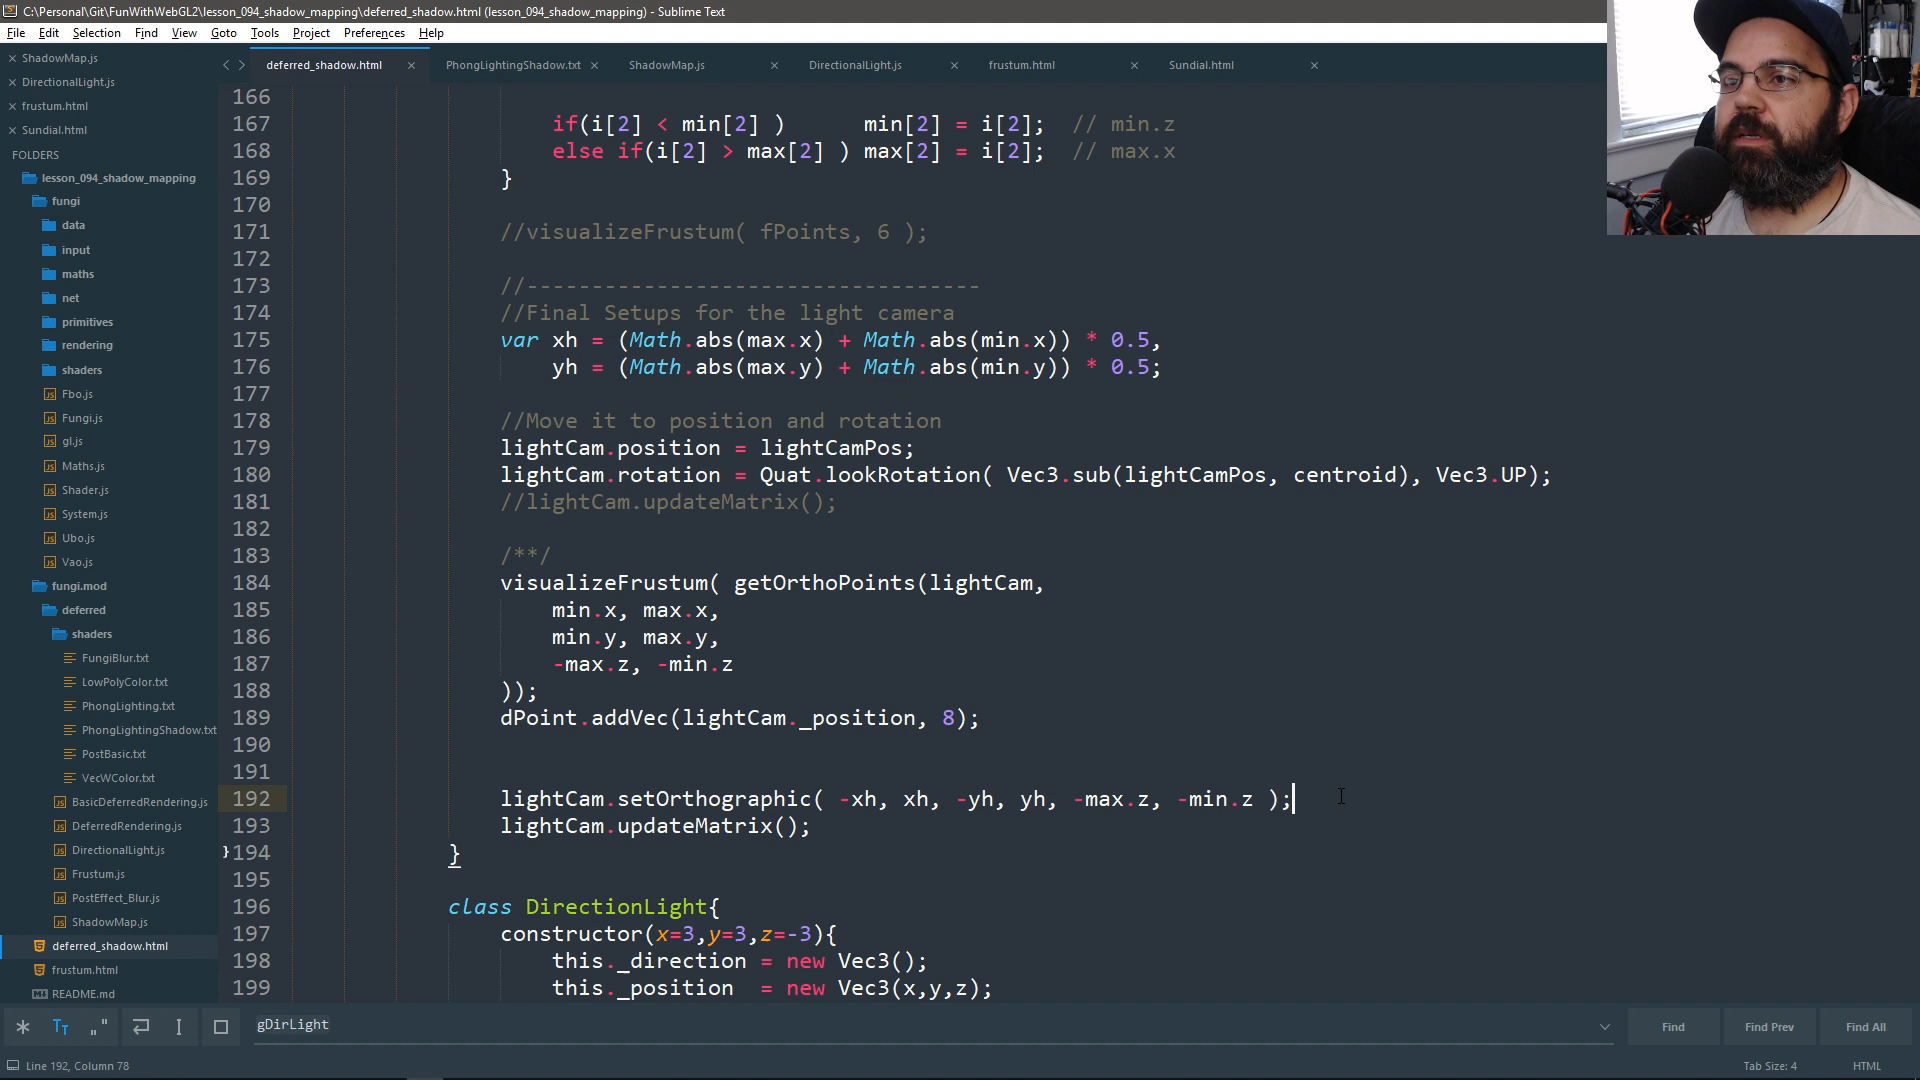 C:\Personal\Git\FunWithWebGL2\lesson_094_shadow_mapping\deferred_shadow.html (lesson_094_shadow_mapping) - Sublime Text
File Edit Selection Find View Goto Tools Project Preferences Help
ShadowMap.js
DirectionalLight.js
frustum.html
Sundial.html
FOLDERS
lesson_094_shadow_mapping
fungi
data
input
maths
net
primitives
rendering
shaders
Fbo.js
Fungi.js
gl.js
Maths.js
Shader.js
System.js
Ubo.js
Vao.js
fungi.mod
deferred
shaders
FungiBlur.txt
LowPolyColor.txt
PhongLighting.txt
PhongLightingShadow.txt
PostBasic.txt
VecWColor.txt
BasicDeferredRendering.js
DeferredRendering.js
DirectionalLight.js
Frustum.js
PostEffect_Blur.js
ShadowMap.js
deferred_shadow.html
frustum.html
README.md
deferred_shadow.html PhongLightingShadow.txt ShadowMap.js DirectionalLight.js frustum.html Sundial.html
166
167 if(i[2] < min[2] ) min[2] = i[2]; // min.z
168 else if(i[2] > max[2] ) max[2] = i[2]; // max.x
169 }
170
171 //visualizeFrustum( fPoints, 6 );
172
173 //-----------------------------------
174 //Final Setups for the light camera
175 var xh = (Math.abs(max.x) + Math.abs(min.x)) * 0.5,
176 yh = (Math.abs(max.y) + Math.abs(min.y)) * 0.5;
177
178 //Move it to position and rotation
179 lightCam.position = lightCamPos;
180 lightCam.rotation = Quat.lookRotation( Vec3.sub(lightCamPos, centroid), Vec3.UP);
181 //lightCam.updateMatrix();
182
183 /**/
184 visualizeFrustum( getOrthoPoints(lightCam,
185 min.x, max.x,
186 min.y, max.y,
187 -max.z, -min.z
188 ));
189 dPoint.addVec(lightCam._position, 8);
190
191
192 lightCam.setOrthographic( -xh, xh, -yh, yh, -max.z, -min.z );
193 lightCam.updateMatrix();
194 }
195
196 class DirectionLight{
197 constructor(x=3,y=3,z=-3){
198 this._direction = new Vec3();
199 this._position = new Vec3(x,y,z);
gDirLight
Find Find Prev Find All
Line 192, Column 78
Tab Size: 4 HTML